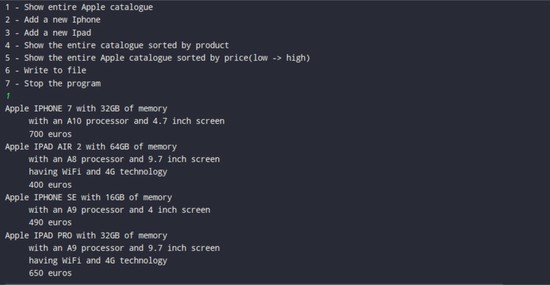 1 - Show entire Apple catalogue
2 - Add a new Iphone
3 - Add a new Ipad
4 - Show the entire catalogue sorted by product
5 - Show the entire Apple catalogue sorted by price(low -> high)
6 - Write to file
7 - Stop the program
1
Apple IPHONE 7 with 32GB of memory
with an A10 processor and 4.7 inch screen
700 euros
Apple IPAD AIR 2 with 64GB of memory
with an A8 processor and 9.7 inch screen
having WiFi and 4G technology
400 euros
Apple IPHONE SE with 16GB of memory
with an A9 processor and 4 inch screen
490 euros
Apple IPAD PRO with 32GB of memory
with an A9 processor and 9.7 inch screen
having WiFi and 4G technology
650 euros